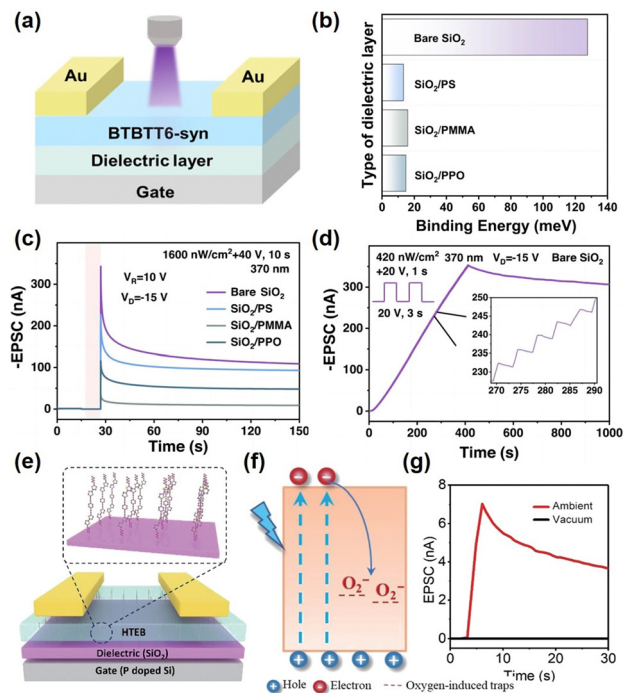 (a)
Au
Au
BTBTT6-syn
Dielectric layer
Gate
(b)
Type of dielectric layer
Bare SiO₂
SiO₂/PS
SiO₂/PMMA
SiO₂/PPO
0 20 40 60 80 100 120 140
Binding Energy (meV)
(c)
-EPSC (nA)
400
300
200
100
0
1600 nW/cm²+40 V, 10 s
370 nm
V_R=10 V
V_D=-15 V
Bare SiO₂
SiO₂/PS
SiO₂/PMMA
SiO₂/PPO
0 30 60 90 120 150
Time (s)
(d)
-EPSC (nA)
300
200
100
0
420 nW/cm² 370 nm V_D=-15 V Bare SiO₂
+20 V, 1 s
20 V, 3 s
250
245
240
235
230
270 275 280 285 290
0 200 400 600 800 1000
Time (s)
(e)
HTEB
Dielectric (SiO₂)
Gate (P doped Si)
(f)
O₂⁻
O₂⁻
Hole Electron Oxygen-induced traps
(g)
EPSC (nA)
8
6
4
2
0
Ambient
Vacuum
0 10 20 30
Time (s)